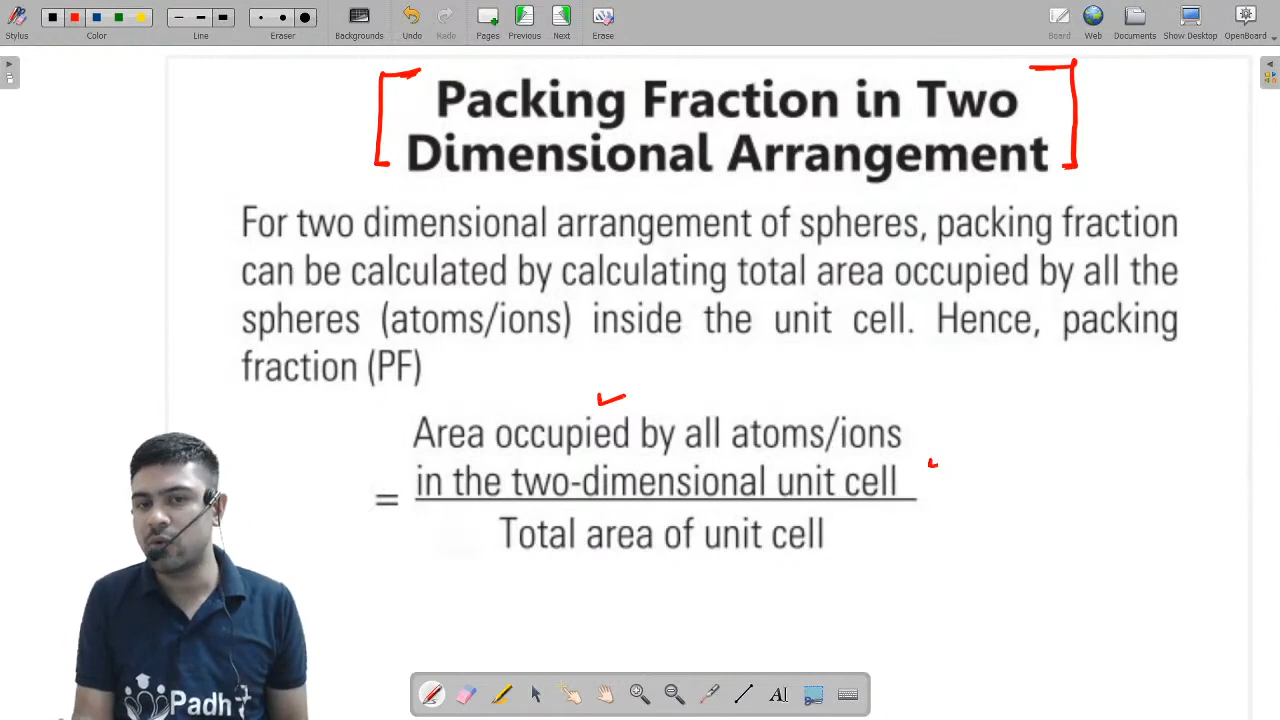 Stylus Color Line Eraser Backgrounds Undo Redo Pages Previous Next Erase Board Web Documents Show Desktop OpenBoard
Packing Fraction in Two
Dimensional Arrangement
For two dimensional arrangement of spheres, packing fraction
can be calculated by calculating total area occupied by all the
spheres (atoms/ions) inside the unit cell. Hence, packing
fraction (PF)
Area occupied by all atoms/ions
= in the two-dimensional unit cell
Total area of unit cell
Padh
AI